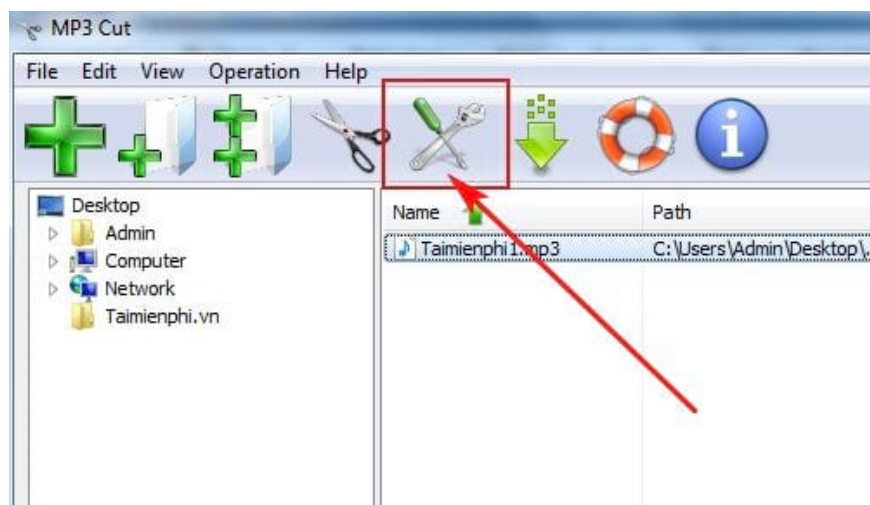 MP3 Cut
File Edit View Operation Help
Desktop
Admin
Computer
Network
Taimienphi.vn
Name Path
Taimienphi1.mp3 C:\Users\Admin\Desktop\.